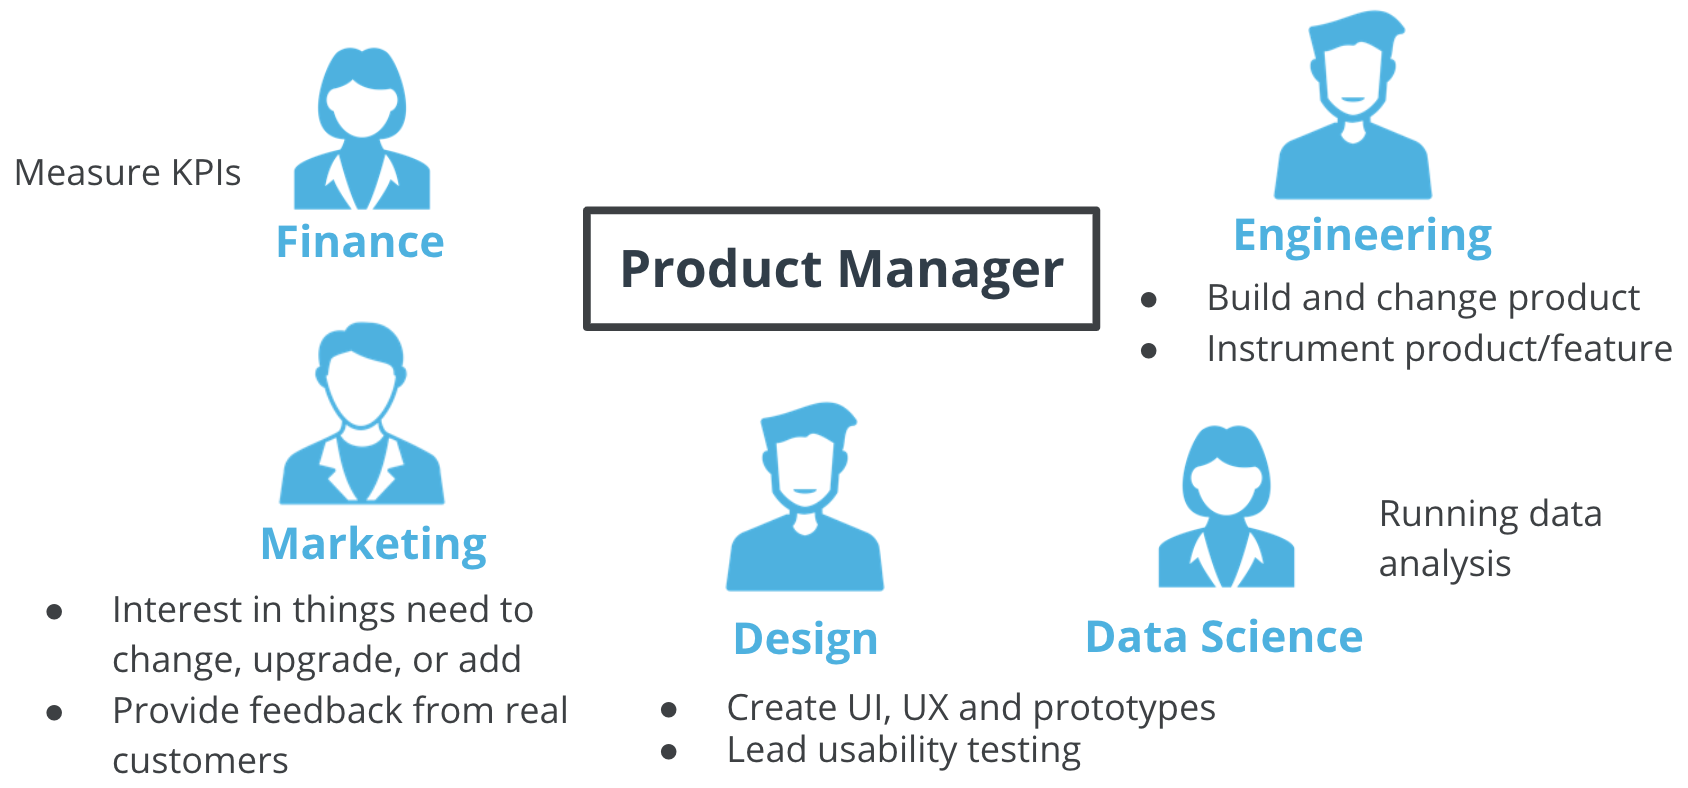 Measure KPIs
Finance
Product Manager
Engineering
● Build and change product
● Instrument product/feature
Marketing
● Interest in things need to
change, upgrade, or add
● Provide feedback from real
customers
Design
● Create UI, UX and prototypes
● Lead usability testing
Running data
analysis
Data Science